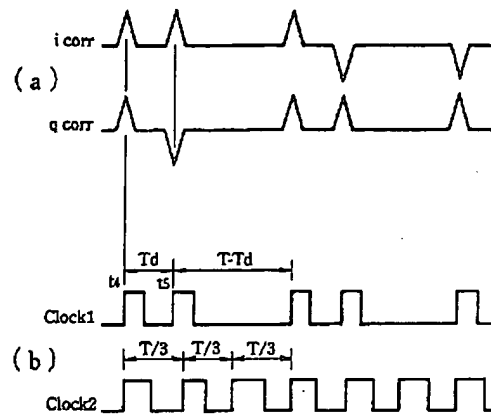 i corr
(a)
q corr
Td
T-Td
t4
t5
Clock1
(b)
T/3
T/3
T/3
Clock2